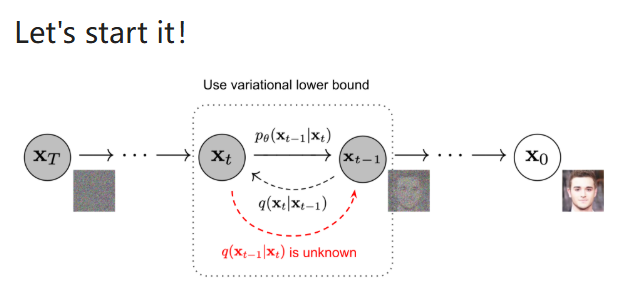 Let's start it!
Use variational lower bound
x_T → ⋯ → x_t p_θ(x_{t−1}|x_t) x_{t−1} → ⋯ → x_0
q(x_t|x_{t−1})
q(x_{t−1}|x_t) is unknown